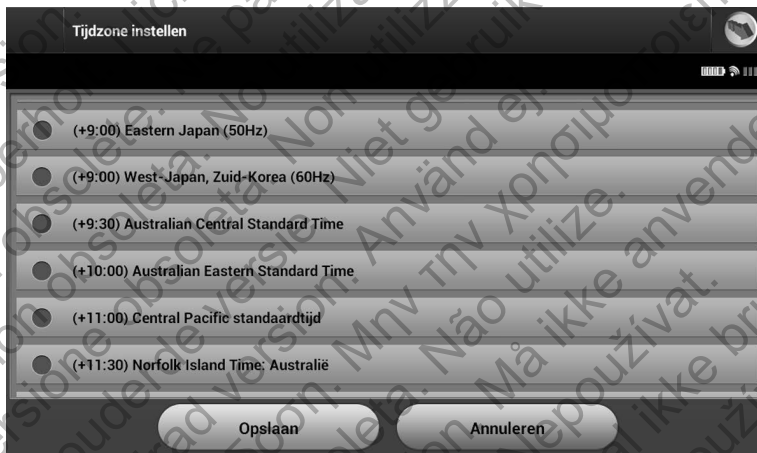 Tijdzone instellen
(+9:00) Eastern Japan (50Hz)
(+9:00) West-Japan, Zuid-Korea (60Hz)
(+9:30) Australian Central Standard Time
(+10:00) Australian Eastern Standard Time
(+11:00) Central Pacific standaardtijd
(+11:30) Norfolk Island Time: Australië
Opslaan
Annuleren